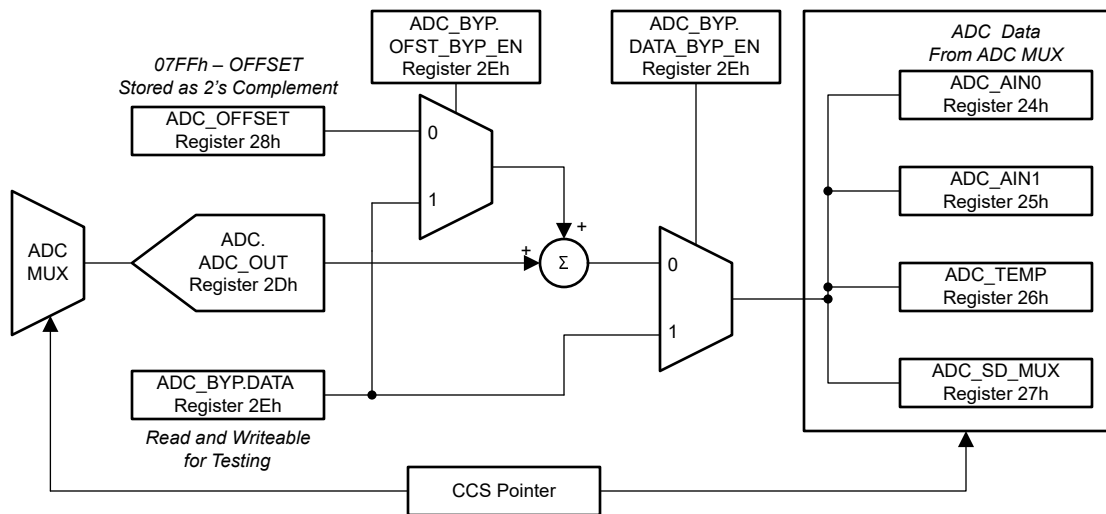 ADC_BYP.
OFST_BYP_EN
Register 2Eh
ADC_BYP.
DATA_BYP_EN
Register 2Eh
ADC Data
From ADC MUX
07FFh – OFFSET
Stored as 2's Complement
ADC_OFFSET
Register 28h
0
1
ADC_AIN0
Register 24h
ADC_AIN1
Register 25h
ADC
MUX
ADC.
ADC_OUT
Register 2Dh
+
+
Σ
0
1
ADC_TEMP
Register 26h
ADC_SD_MUX
Register 27h
ADC_BYP.DATA
Register 2Eh
Read and Writeable
for Testing
CCS Pointer